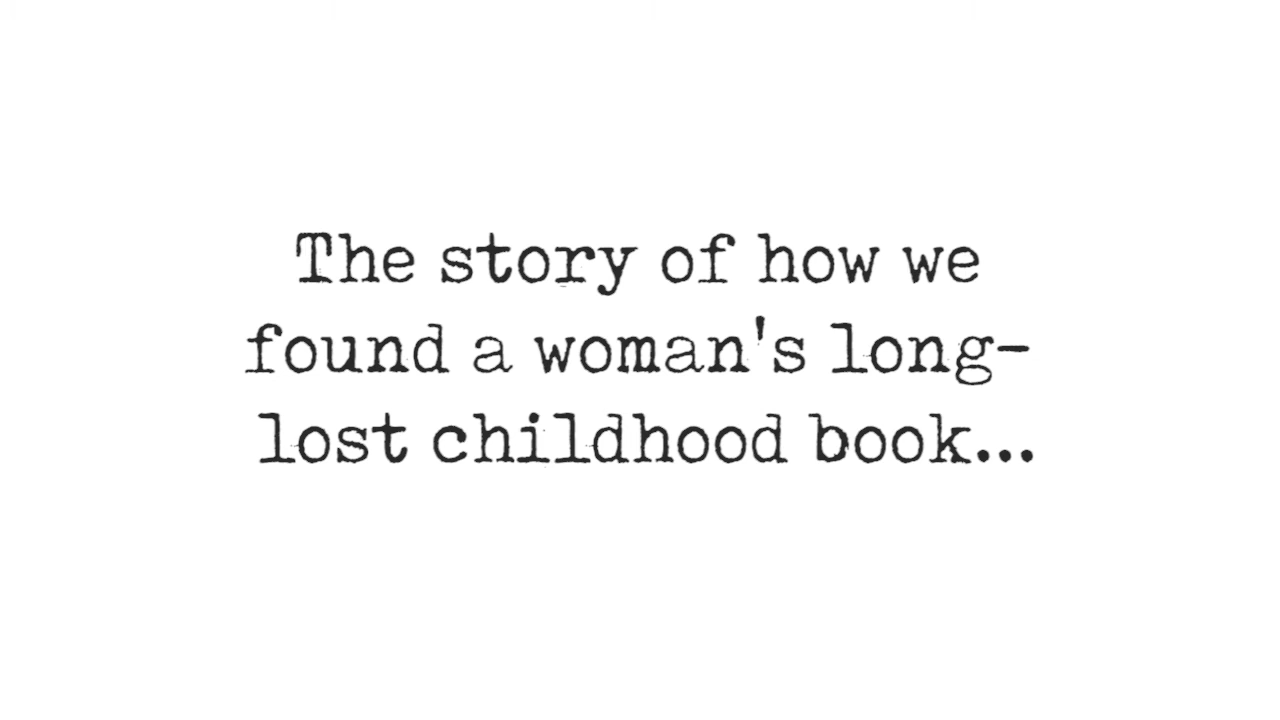 The story of how we
found a woman's long-
lost childhood book...